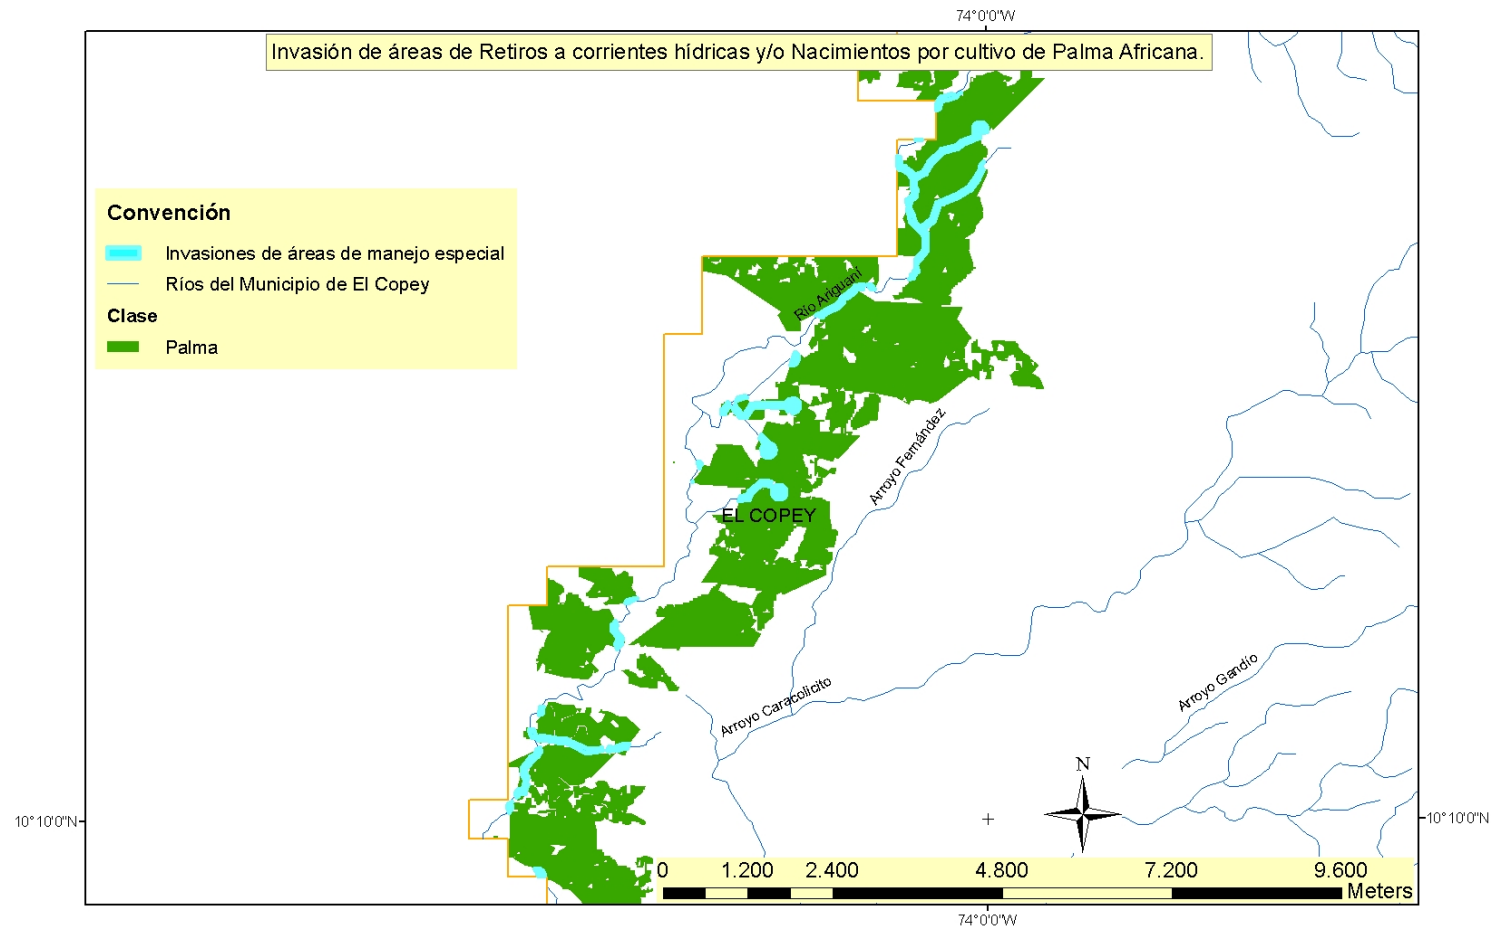 74°0'0"W
Invasión de áreas de Retiros a corrientes hídricas y/o Nacimientos por cultivo de Palma Africana.
Convención
Invasiones de áreas de manejo especial
Ríos del Municipio de El Copey
Clase
Palma
Río Ariguaní
Arroyo Fernández
EL COPEY
Arroyo Gandío
Arroyo Caracolicito
N
10°10'0"N
10°10'0"N
0 1.200 2.400 4.800 7.200 9.600
Meters
74°0'0"W